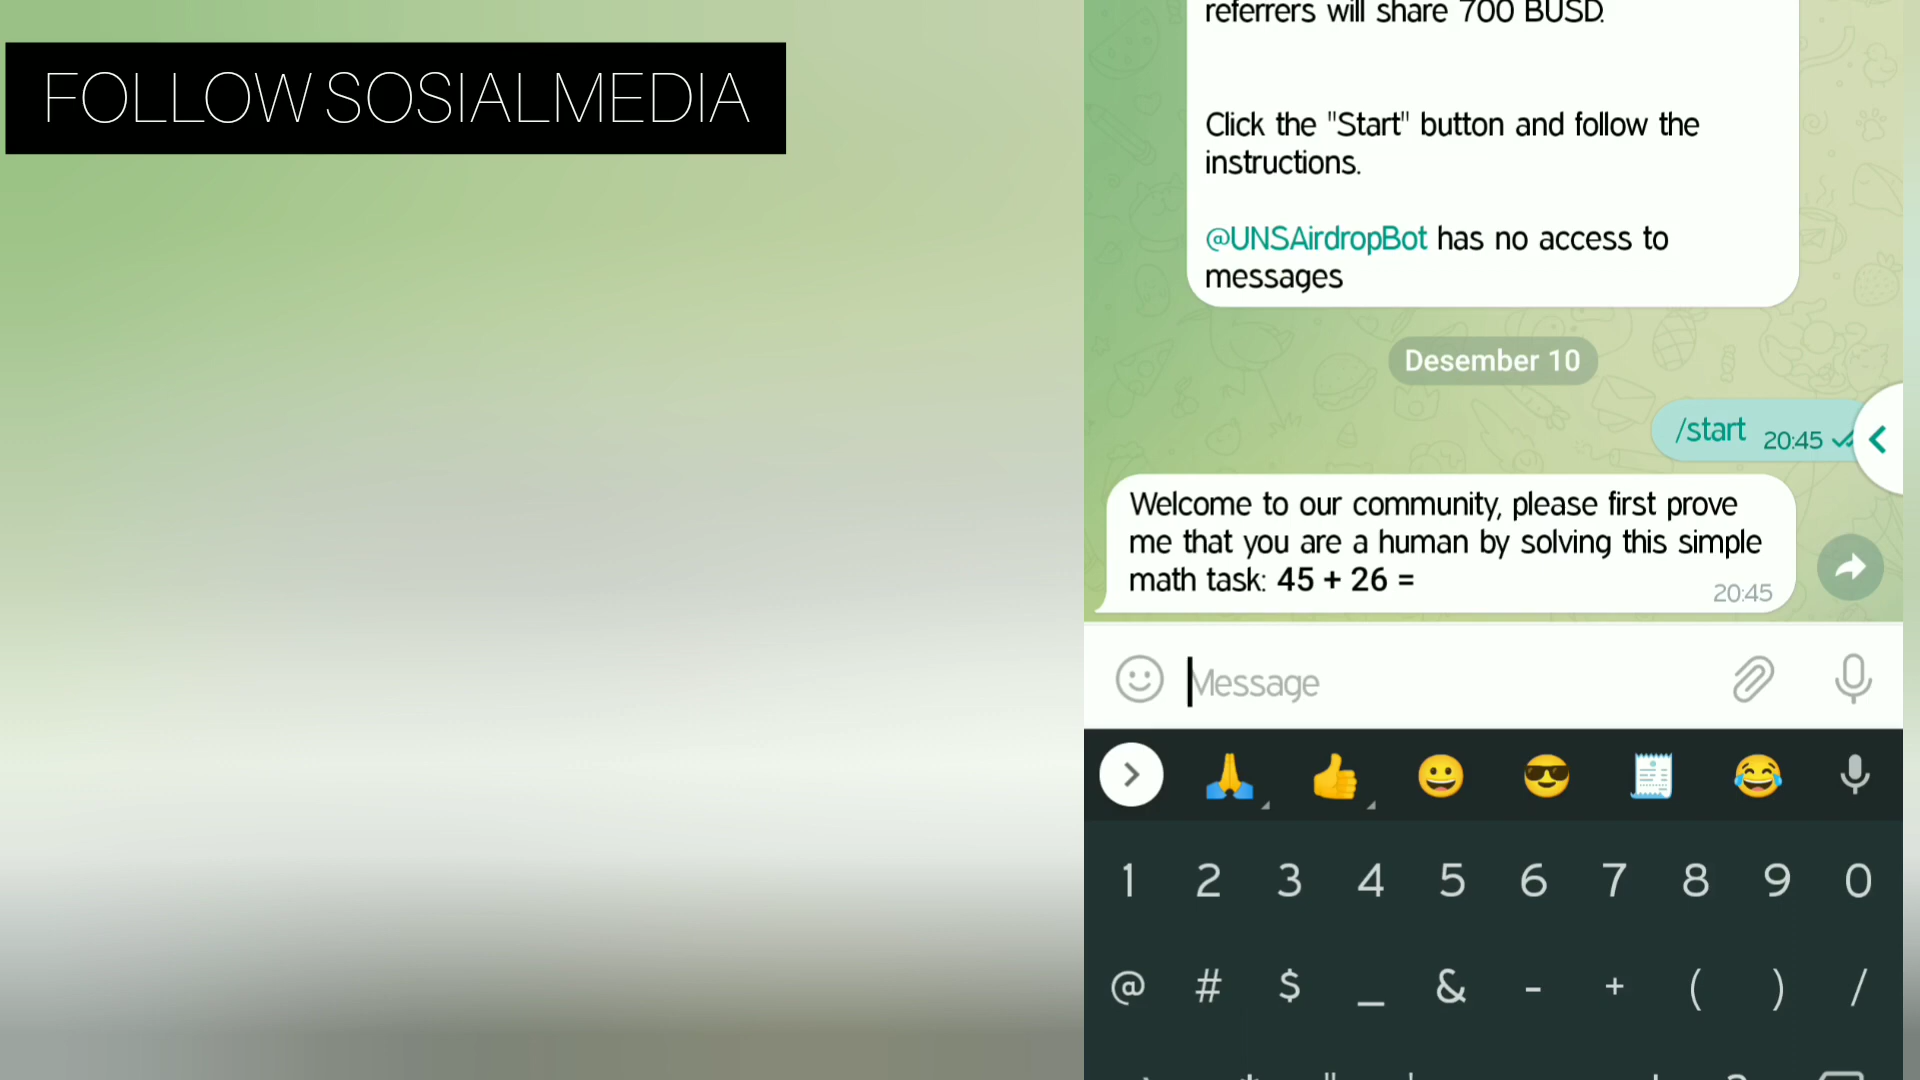 FOLLOW SOSIALMEDIA
referrers will share 700 BUSD.
Click the "Start" button and follow the
instructions.
@UNSAirdropBot has no access to
messages
Desember 10
/start 20:45
Welcome to our community, please first prove
me that you are a human by solving this simple
math task: 45 + 26 =
20:45
Message
1 2 3 4 5 6 7 8 9 0
@ # $ _ & - + ( ) /